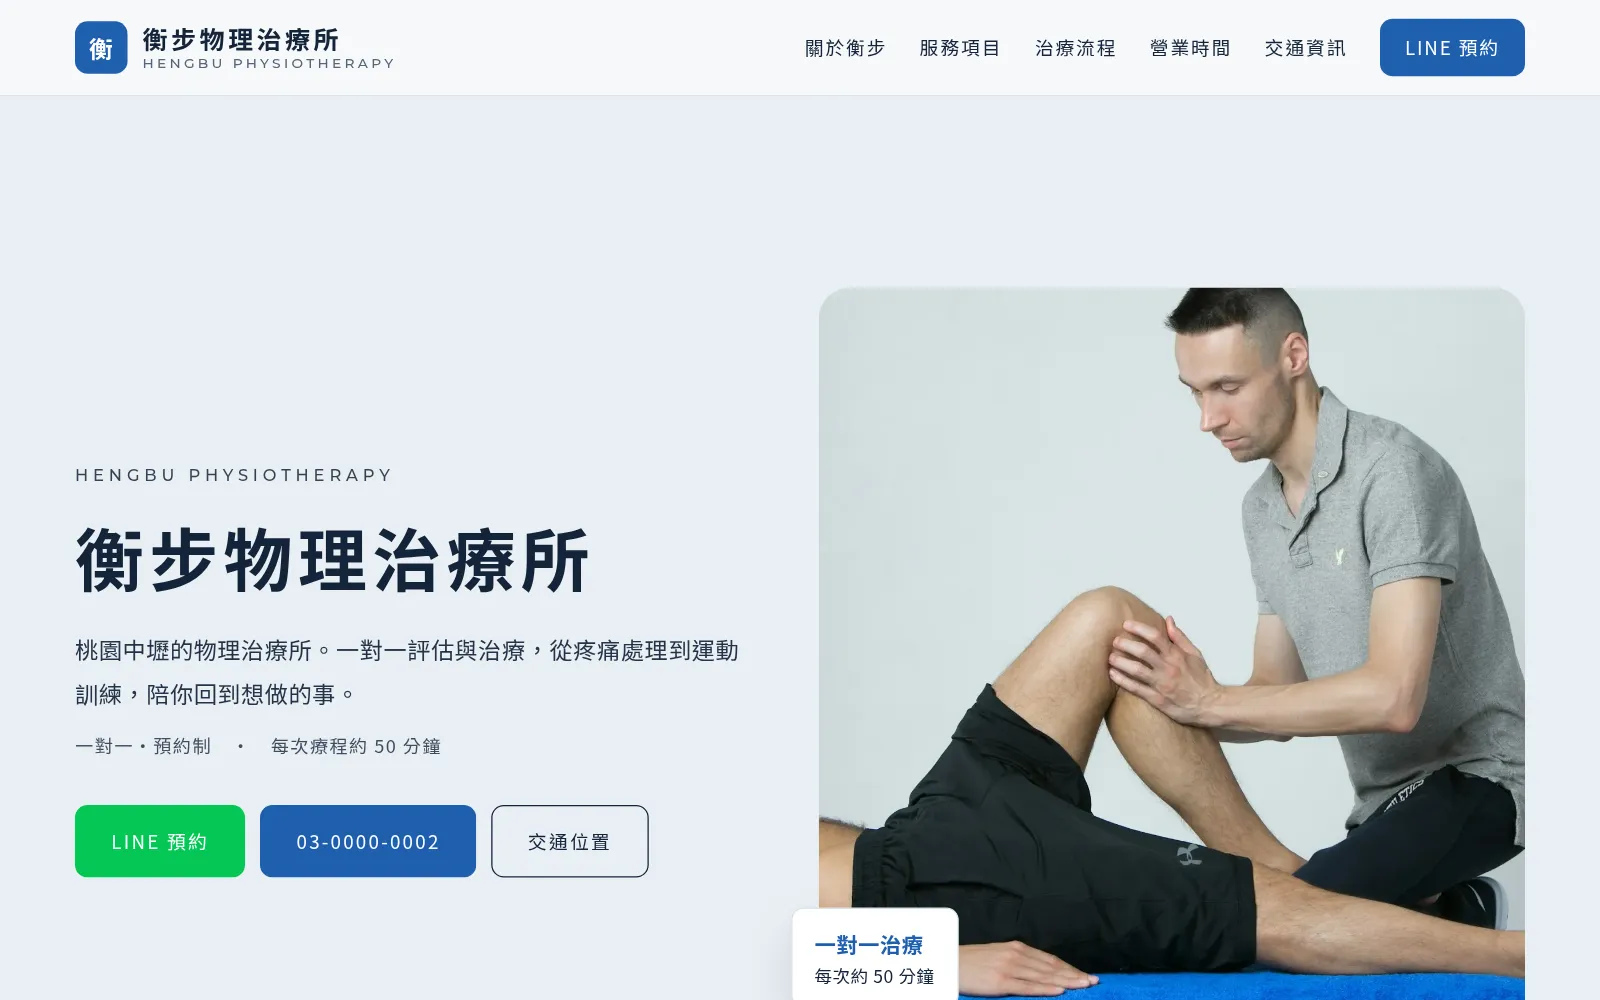 衡
衡步物理治療所
HENGBU PHYSIOTHERAPY
關於衡步
服務項目
治療流程
營業時間
交通資訊
LINE 預約
HENGBU PHYSIOTHERAPY
衡步物理治療所
桃園中壢的物理治療所。一對一評估與治療，從疼痛處理到運動
訓練，陪你回到想做的事。
一對一・預約制 • 每次療程約 50 分鐘
LINE 預約
03-0000-0002
交通位置
一對一治療
每次約 50 分鐘